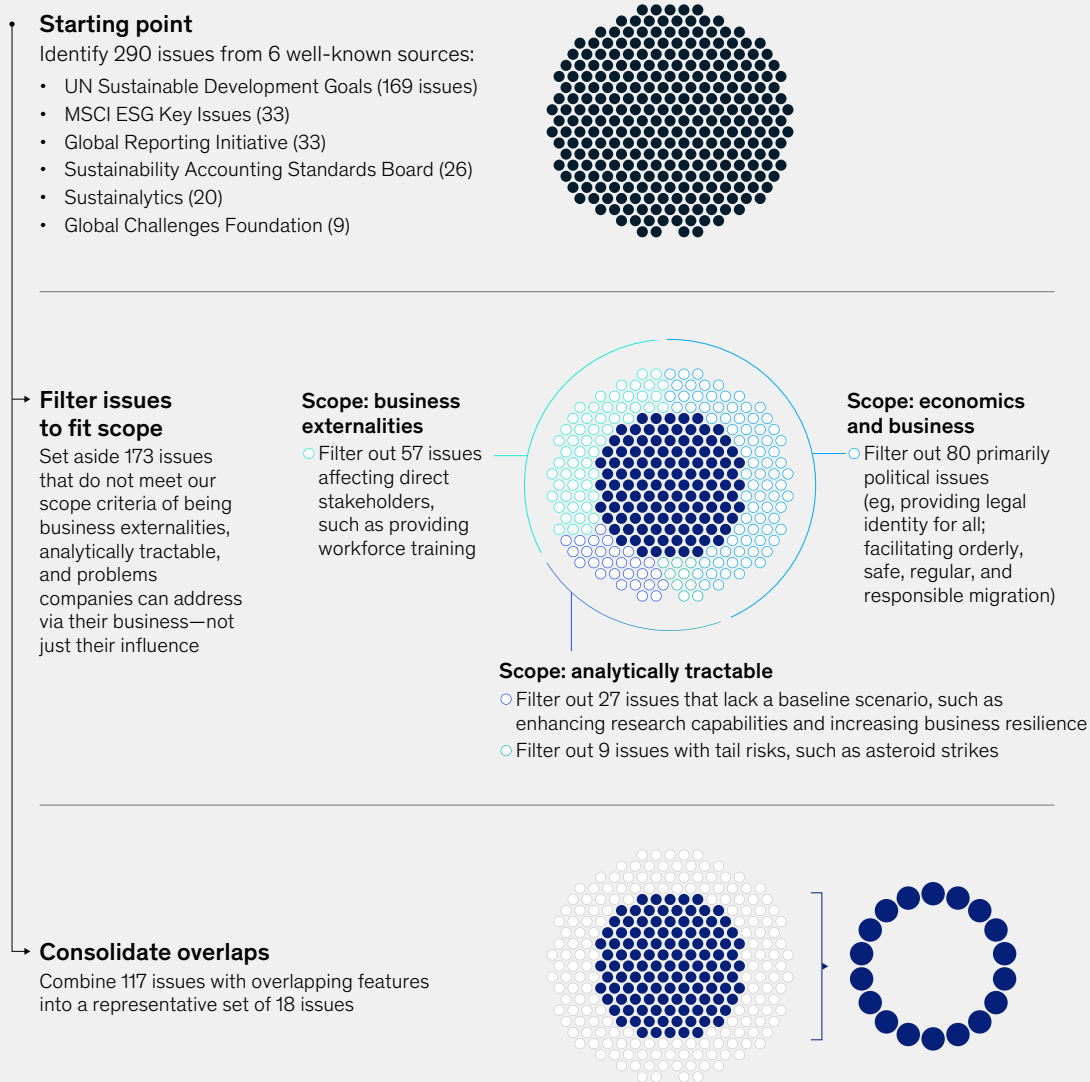 Starting point
Identify 290 issues from 6 well-known sources:
• UN Sustainable Development Goals (169 issues)
• MSCI ESG Key Issues (33)
• Global Reporting Initiative (33)
• Sustainability Accounting Standards Board (26)
• Sustainalytics (20)
• Global Challenges Foundation (9)
Filter issues
to fit scope
Set aside 173 issues
that do not meet our
scope criteria of being
business externalities,
analytically tractable,
and problems
companies can address
via their business—not
just their influence
Scope: business
externalities
Filter out 57 issues
affecting direct
stakeholders,
such as providing
workforce training
Scope: economics
and business
Filter out 80 primarily
political issues
(eg, providing legal
identity for all;
facilitating orderly,
safe, regular, and
responsible migration)
Scope: analytically tractable
Filter out 27 issues that lack a baseline scenario, such as
enhancing research capabilities and increasing business resilience
Filter out 9 issues with tail risks, such as asteroid strikes
Consolidate overlaps
Combine 117 issues with overlapping features
into a representative set of 18 issues